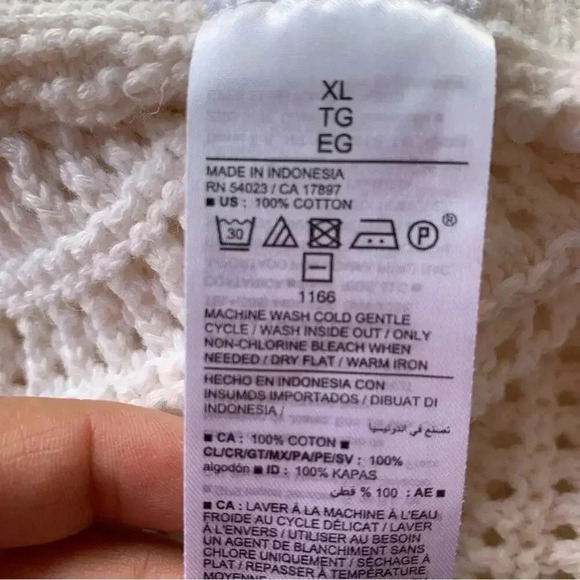 XL
TG
EG
MADE IN INDONESIA
RN 54023 / CA 17897
■ US : 100% COTTON
30 P ®
1166
MACHINE WASH COLD GENTLE
CYCLE / WASH INSIDE OUT / ONLY
NON-CHLORINE BLEACH WHEN
NEEDED / DRY FLAT / WARM IRON
HECHO EN INDONESIA CON
INSUMOS IMPORTADOS / DIBUAT DI
INDONESIA /
تصنع في اندونيسيا
■ CA : 100% COTON ■
CL/CR/GT/MX/PA/PE/SV : 100%
algodón ■ ID : 100% KAPAS
■ AE : 100 % قطن
■ CA : LAVER À LA MACHINE À L'EAU
FROIDE AU CYCLE DÉLICAT / LAVER
À L'ENVERS / UTILISER AU BESOIN
UN AGENT DE BLANCHIMENT SANS
CHLORE UNIQUEMENT / SÉCHAGE À
PLAT / REPASSER À TEMPÉRATURE
MOYENNE